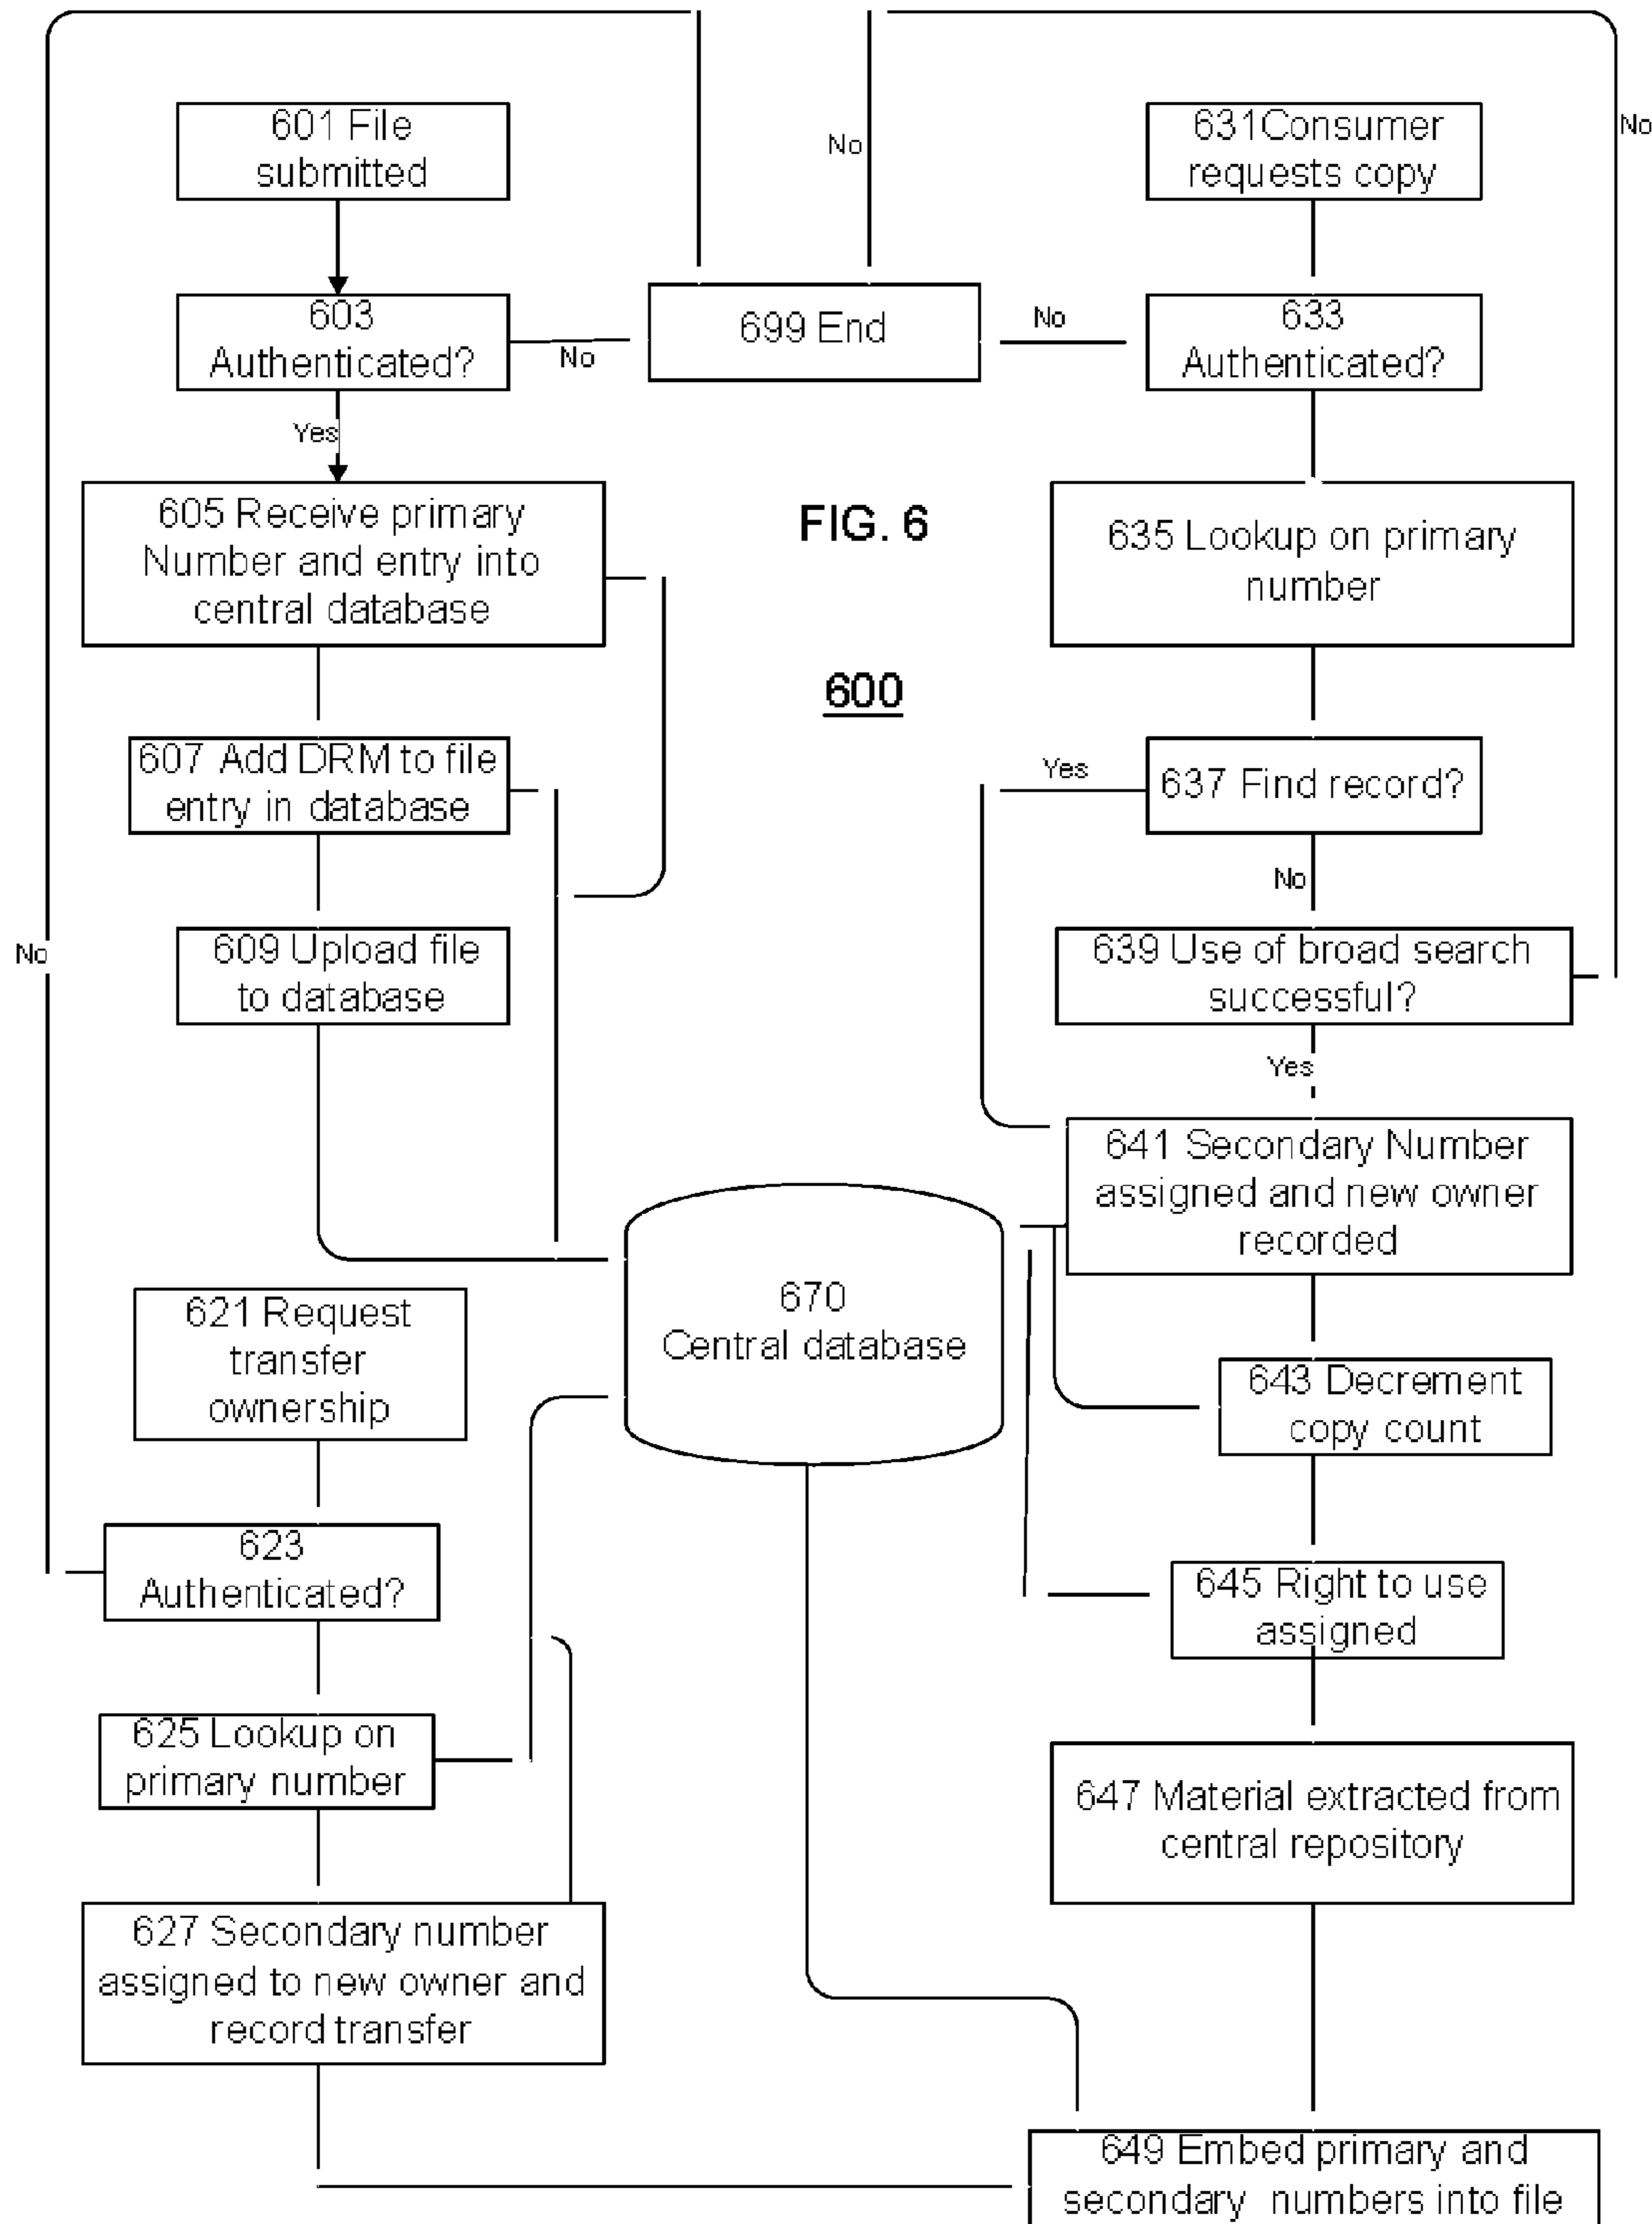 601 File
submitted
No
631Consumer
requests copy
No
603
Authenticated?
No
699 End
No
633
Authenticated?
Yes
605 Receive primary
Number and entry into
central database
FIG. 6
635 Lookup on primary
number
600
607 Add DRM to file
entry in database
Yes
637 Find record?
No
No
609 Upload file
to database
639 Use of broad search
successful?
Yes
641 Secondary Number
assigned and new owner
recorded
670
Central database
621 Request
transfer
ownership
643 Decrement
copy count
623
Authenticated?
645 Right to use
assigned
625 Lookup on
primary number
647 Material extracted from
central repository
627 Secondary number
assigned to new owner and
record transfer
649 Embed primary and
secondary numbers into file